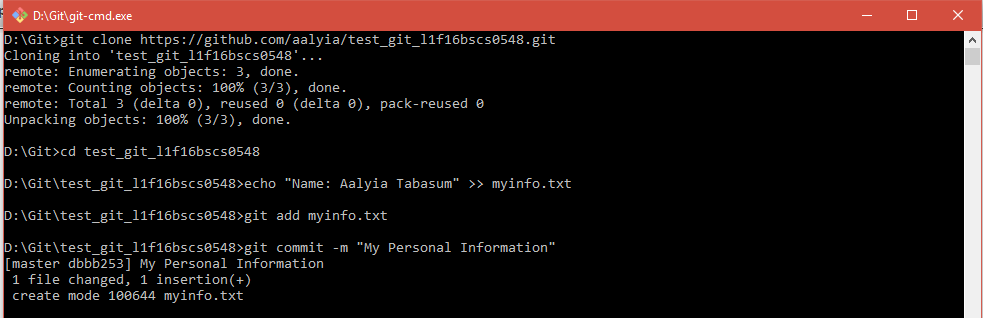 D:\Git\git-cmd.exe
D:\Git>git clone https://github.com/aalyia/test_git_l1f16bscs0548.git
Cloning into 'test_git_l1f16bscs0548'...
remote: Enumerating objects: 3, done.
remote: Counting objects: 100% (3/3), done.
remote: Total 3 (delta 0), reused 0 (delta 0), pack-reused 0
Unpacking objects: 100% (3/3), done.
D:\Git>cd test_git_l1f16bscs0548
D:\Git\test_git_l1f16bscs0548>echo "Name: Aalyia Tabasum" >> myinfo.txt
D:\Git\test_git_l1f16bscs0548>git add myinfo.txt
D:\Git\test_git_l1f16bscs0548>git commit -m "My Personal Information"
[master dbbb253] My Personal Information
 1 file changed, 1 insertion(+)
 create mode 100644 myinfo.txt